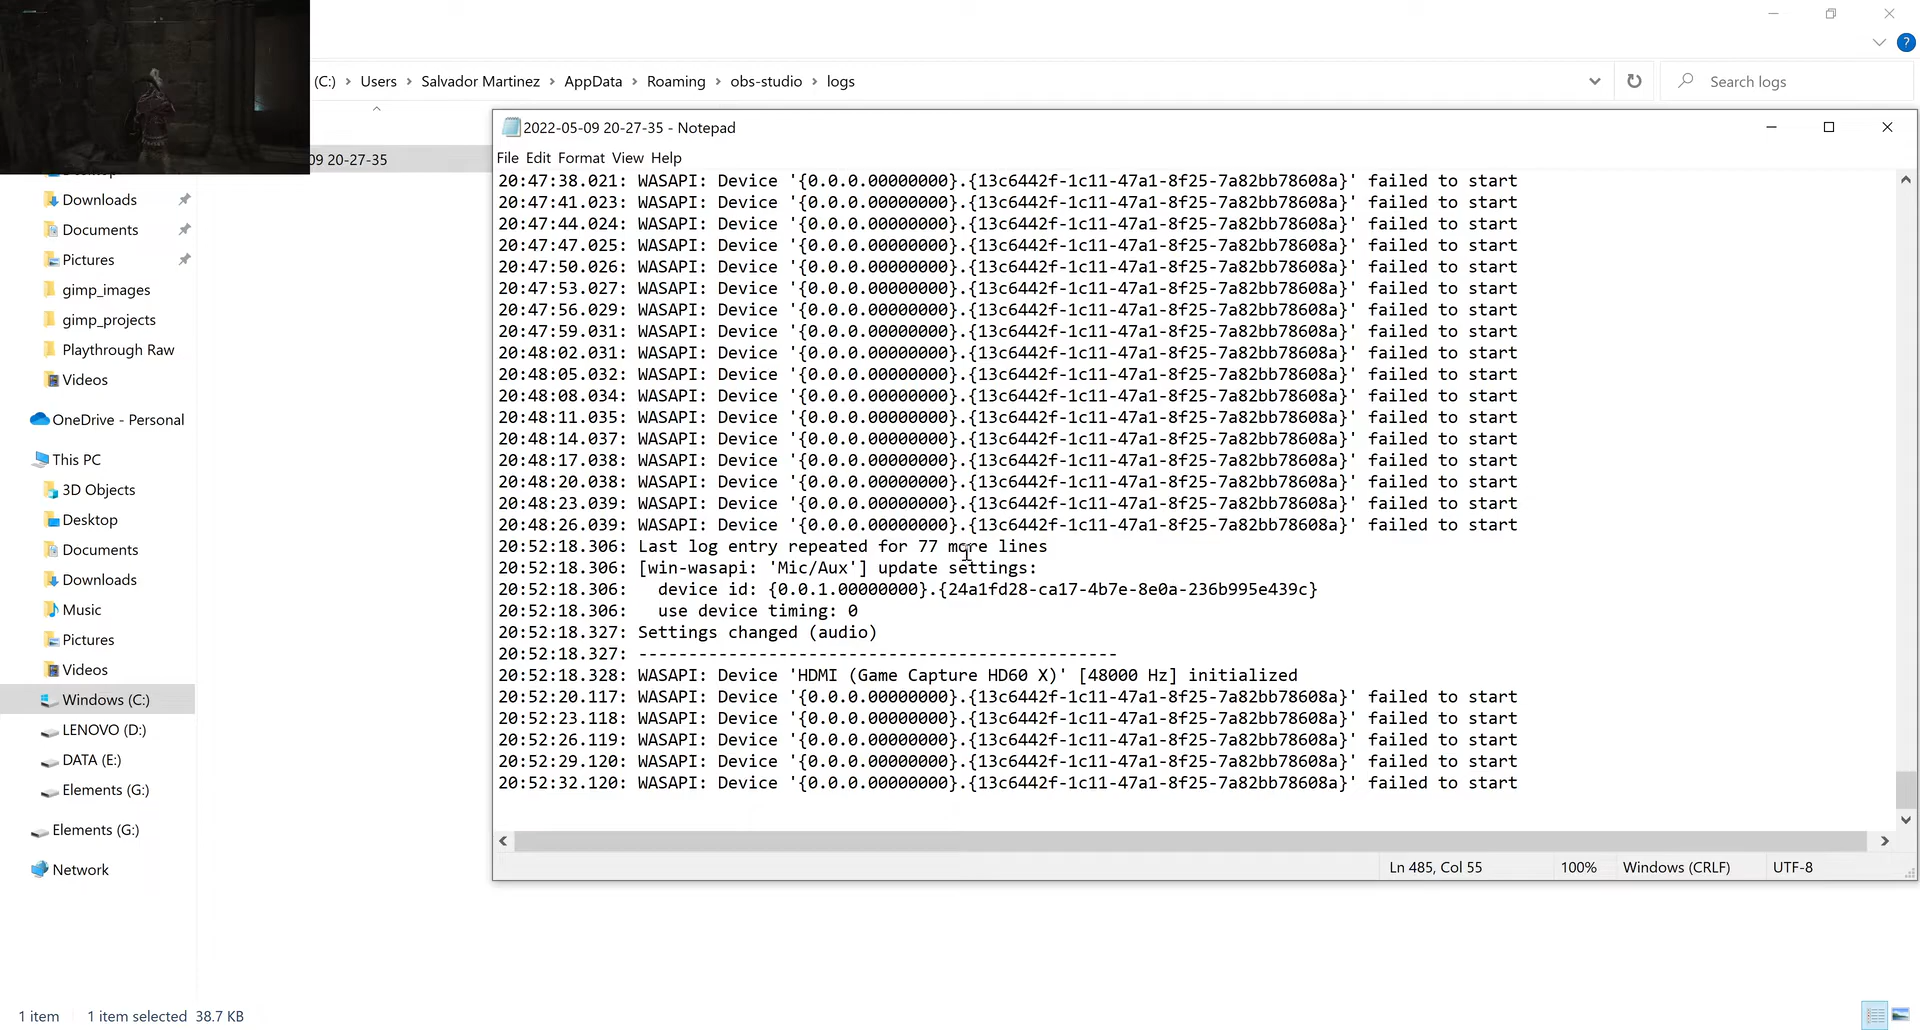 (C:) > Users > Salvador Martinez > AppData > Roaming > obs-studio > logs
Search logs
?
09 20-27-35
Downloads
Documents
Pictures
gimp_images
gimp_projects
Playthrough Raw
Videos
OneDrive - Personal
This PC
3D Objects
Desktop
Documents
Downloads
Music
Pictures
Videos
Windows (C:)
LENOVO (D:)
DATA (E:)
Elements (G:)
Elements (G:)
Network
1 item 1 item selected 38.7 KB
2022-05-09 20-27-35 - Notepad
File Edit Format View Help
20:47:38.021: WASAPI: Device '{0.0.0.00000000}.{13c6442f-1c11-47a1-8f25-7a82bb78608a}' failed to start
20:47:41.023: WASAPI: Device '{0.0.0.00000000}.{13c6442f-1c11-47a1-8f25-7a82bb78608a}' failed to start
20:47:44.024: WASAPI: Device '{0.0.0.00000000}.{13c6442f-1c11-47a1-8f25-7a82bb78608a}' failed to start
20:47:47.025: WASAPI: Device '{0.0.0.00000000}.{13c6442f-1c11-47a1-8f25-7a82bb78608a}' failed to start
20:47:50.026: WASAPI: Device '{0.0.0.00000000}.{13c6442f-1c11-47a1-8f25-7a82bb78608a}' failed to start
20:47:53.027: WASAPI: Device '{0.0.0.00000000}.{13c6442f-1c11-47a1-8f25-7a82bb78608a}' failed to start
20:47:56.029: WASAPI: Device '{0.0.0.00000000}.{13c6442f-1c11-47a1-8f25-7a82bb78608a}' failed to start
20:47:59.031: WASAPI: Device '{0.0.0.00000000}.{13c6442f-1c11-47a1-8f25-7a82bb78608a}' failed to start
20:48:02.031: WASAPI: Device '{0.0.0.00000000}.{13c6442f-1c11-47a1-8f25-7a82bb78608a}' failed to start
20:48:05.032: WASAPI: Device '{0.0.0.00000000}.{13c6442f-1c11-47a1-8f25-7a82bb78608a}' failed to start
20:48:08.034: WASAPI: Device '{0.0.0.00000000}.{13c6442f-1c11-47a1-8f25-7a82bb78608a}' failed to start
20:48:11.035: WASAPI: Device '{0.0.0.00000000}.{13c6442f-1c11-47a1-8f25-7a82bb78608a}' failed to start
20:48:14.037: WASAPI: Device '{0.0.0.00000000}.{13c6442f-1c11-47a1-8f25-7a82bb78608a}' failed to start
20:48:17.038: WASAPI: Device '{0.0.0.00000000}.{13c6442f-1c11-47a1-8f25-7a82bb78608a}' failed to start
20:48:20.038: WASAPI: Device '{0.0.0.00000000}.{13c6442f-1c11-47a1-8f25-7a82bb78608a}' failed to start
20:48:23.039: WASAPI: Device '{0.0.0.00000000}.{13c6442f-1c11-47a1-8f25-7a82bb78608a}' failed to start
20:48:26.039: WASAPI: Device '{0.0.0.00000000}.{13c6442f-1c11-47a1-8f25-7a82bb78608a}' failed to start
20:52:18.306: Last log entry repeated for 77 more lines
20:52:18.306: [win-wasapi: 'Mic/Aux'] update settings:
20:52:18.306:   device id: {0.0.1.00000000}.{24a1fd28-ca17-4b7e-8e0a-236b995e439c}
20:52:18.306:   use device timing: 0
20:52:18.327: Settings changed (audio)
20:52:18.327: ------------------------------------------------
20:52:18.328: WASAPI: Device 'HDMI (Game Capture HD60 X)' [48000 Hz] initialized
20:52:20.117: WASAPI: Device '{0.0.0.00000000}.{13c6442f-1c11-47a1-8f25-7a82bb78608a}' failed to start
20:52:23.118: WASAPI: Device '{0.0.0.00000000}.{13c6442f-1c11-47a1-8f25-7a82bb78608a}' failed to start
20:52:26.119: WASAPI: Device '{0.0.0.00000000}.{13c6442f-1c11-47a1-8f25-7a82bb78608a}' failed to start
20:52:29.120: WASAPI: Device '{0.0.0.00000000}.{13c6442f-1c11-47a1-8f25-7a82bb78608a}' failed to start
20:52:32.120: WASAPI: Device '{0.0.0.00000000}.{13c6442f-1c11-47a1-8f25-7a82bb78608a}' failed to start
Ln 485, Col 55 100% Windows (CRLF) UTF-8